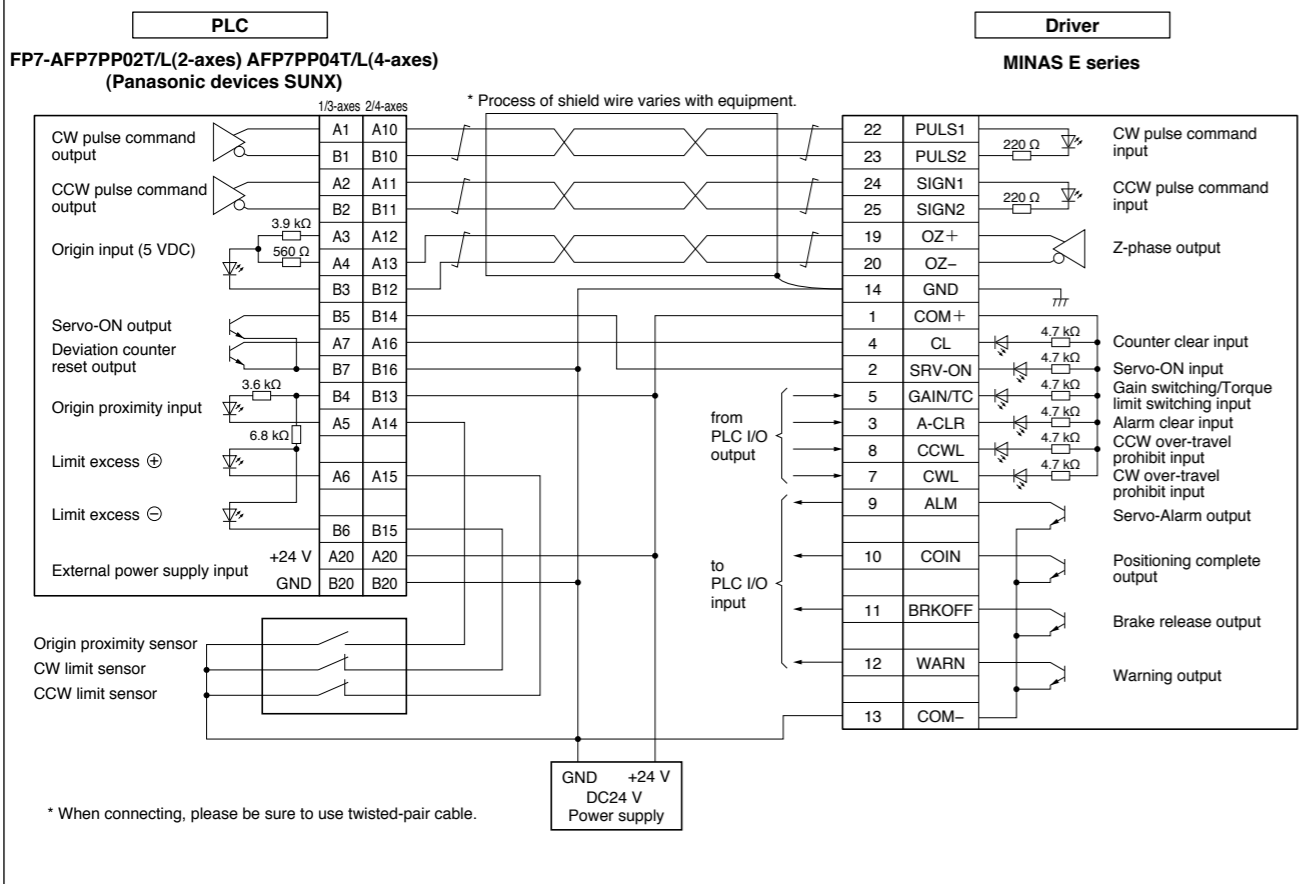 PLC
Driver
FP7-AFP7PP02T/L(2-axes) AFP7PP04T/L(4-axes)
(Panasonic devices SUNX)
MINAS E series
1/3-axes 2/4-axes
* Process of shield wire varies with equipment.
CW pulse command
output
A1 A10
B1 B10
CCW pulse command
output
A2 A11
B2 B11
Origin input (5 VDC)
3.9 kΩ
560 Ω
A3 A12
A4 A13
B3 B12
Servo-ON output
B5 B14
Deviation counter
reset output
A7 A16
B7 B16
Origin proximity input
3.6 kΩ
B4 B13
6.8 kΩ
A5 A14
Limit excess ⊕
A6 A15
Limit excess ⊖
B6 B15
External power supply input
+24 V A20 A20
GND B20 B20
Origin proximity sensor
CW limit sensor
CCW limit sensor
22 PULS1
23 PULS2
220 Ω
CW pulse command
input
24 SIGN1
25 SIGN2
220 Ω
CCW pulse command
input
19 OZ+
20 OZ−
Z-phase output
14 GND
1 COM+
4 CL 4.7 kΩ Counter clear input
2 SRV-ON 4.7 kΩ Servo-ON input
5 GAIN/TC 4.7 kΩ Gain switching/Torque
limit switching input
3 A-CLR 4.7 kΩ Alarm clear input
8 CCWL 4.7 kΩ CCW over-travel
prohibit input
7 CWL 4.7 kΩ CW over-travel
prohibit input
from
PLC I/O
output
9 ALM Servo-Alarm output
10 COIN Positioning complete
output
11 BRKOFF Brake release output
12 WARN Warning output
13 COM−
to
PLC I/O
input
GND +24 V
DC24 V
Power supply
* When connecting, please be sure to use twisted-pair cable.